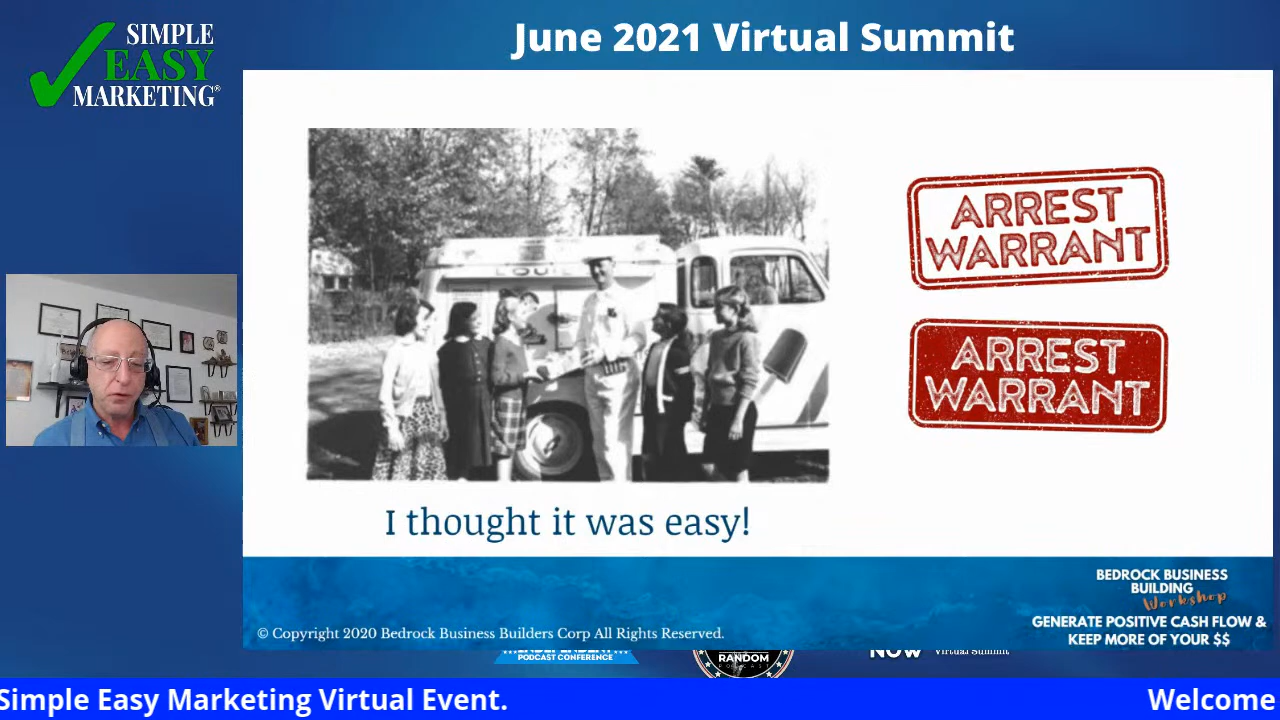 SIMPLE
EASY
MARKETING®
June 2021 Virtual Summit
ARREST
WARRANT
ARREST
WARRANT
I thought it was easy!
BEDROCK BUSINESS
BUILDING
Workshop
GENERATE POSITIVE CASH FLOW &
KEEP MORE OF YOUR $$
© Copyright 2020 Bedrock Business Builders Corp All Rights Reserved.
INDEPENDENT
PODCAST CONFERENCE
RANDOM
NOW
Virtual Summit
Simple Easy Marketing Virtual Event.
Welcome